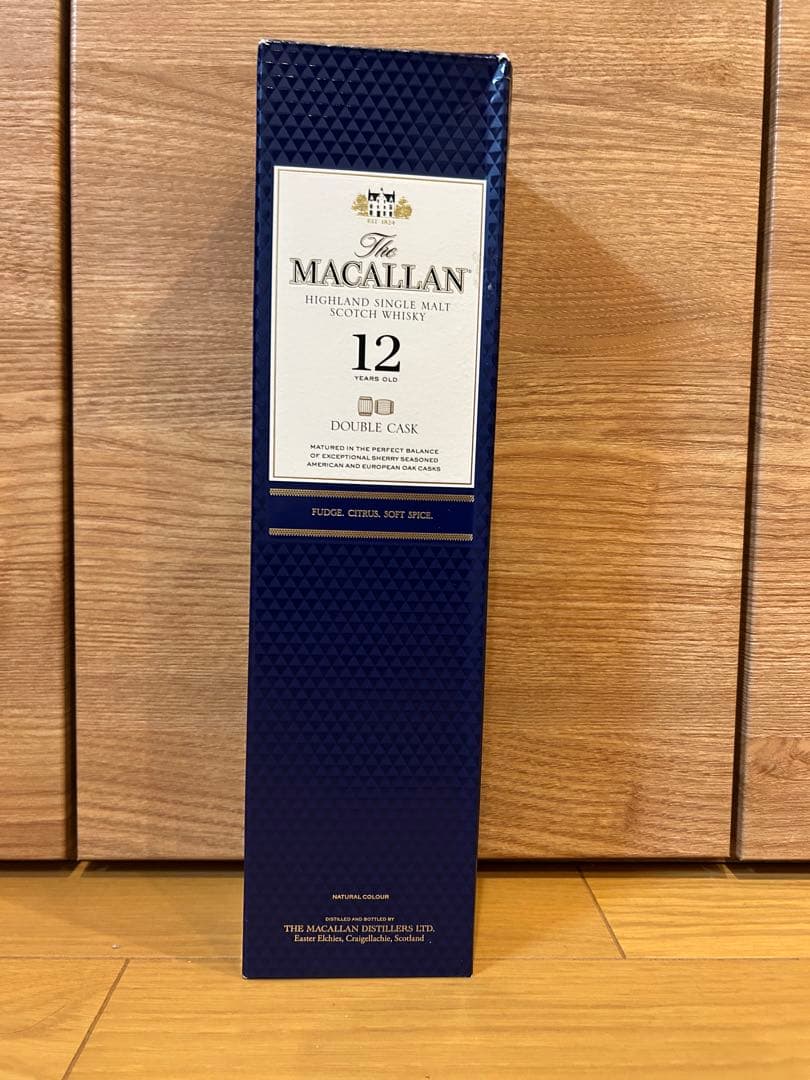 EST. 1824
The
MACALLAN
HIGHLAND SINGLE MALT
SCOTCH WHISKY
12
YEARS OLD
DOUBLE CASK
MATURED IN THE PERFECT BALANCE
OF EXCEPTIONAL SHERRY SEASONED
AMERICAN AND EUROPEAN OAK CASKS
FUDGE. CITRUS. SOFT SPICE.
NATURAL COLOUR
DISTILLED AND BOTTLED BY
THE MACALLAN DISTILLERS LTD.
Easter Elchies, Craigellachie, Scotland